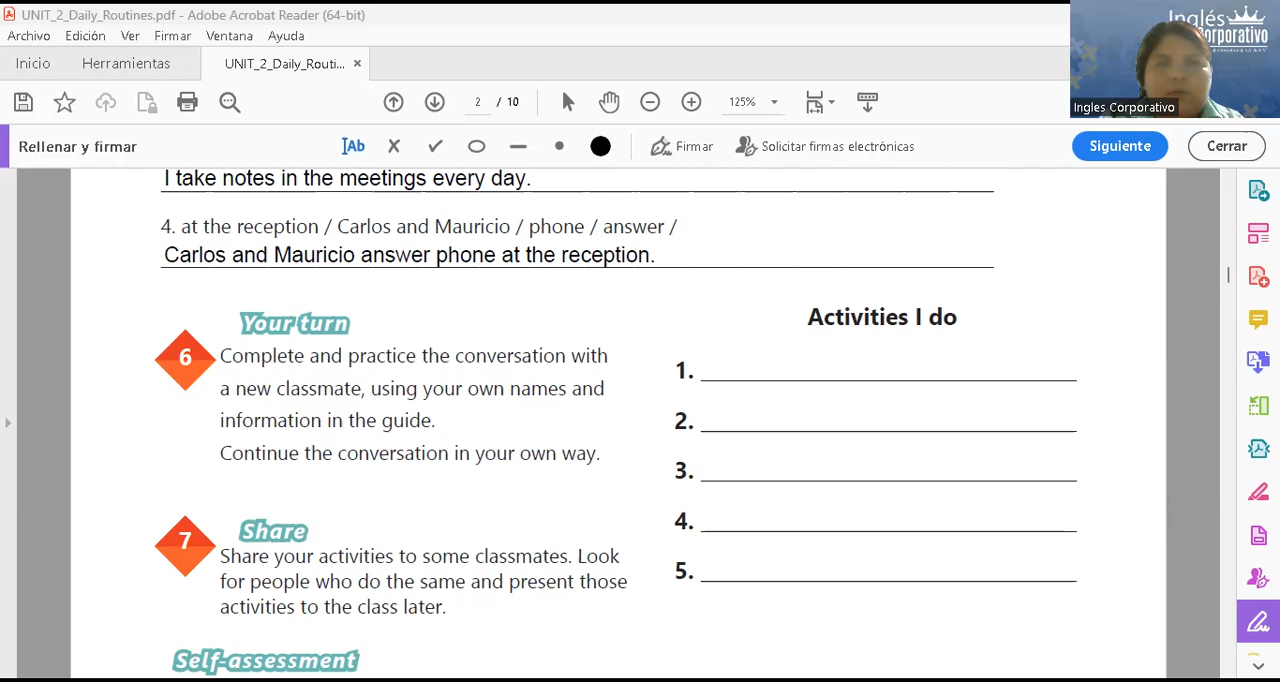 UNIT_2_Daily_Routines.pdf - Adobe Acrobat Reader (64-bit)
Archivo Edición Ver Firmar Ventana Ayuda
Inicio Herramientas UNIT_2_Daily_Routi... ×
2 / 10 125%
Inglés
Corporativo
Ingles Corporativo
Rellenar y firmar Ab Firmar Solicitar firmas electrónicas Siguiente Cerrar
I take notes in the meetings every day.
4. at the reception / Carlos and Mauricio / phone / answer /
Carlos and Mauricio answer phone at the reception.
Your turn
6
Complete and practice the conversation with
a new classmate, using your own names and
information in the guide.
Continue the conversation in your own way.
Activities I do
1.
2.
3.
4.
5.
Share
7
Share your activities to some classmates. Look
for people who do the same and present those
activities to the class later.
Self-assessment